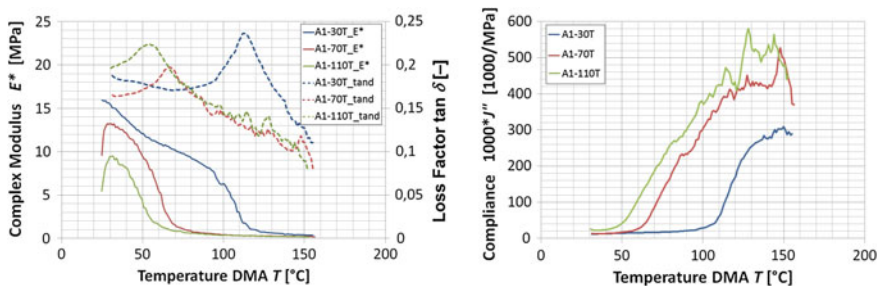 Complex Modulus E* [MPa]
25
20
15
10
5
0
0,25
0,2
0,15
0,1
0,05
0
Loss Factor tan δ [–]
A1-30T_E*
A1-70T_E*
A1-110T_E*
A1-30T_tand
A1-70T_tand
A1-110T_tand
0 50 100 150 200
Temperature DMA T [°C]
Compliance 1000*J" [1000/MPa]
600
500
400
300
200
100
0
A1-30T
A1-70T
A1-110T
0 50 100 150 200
Temperature DMA T [°C]